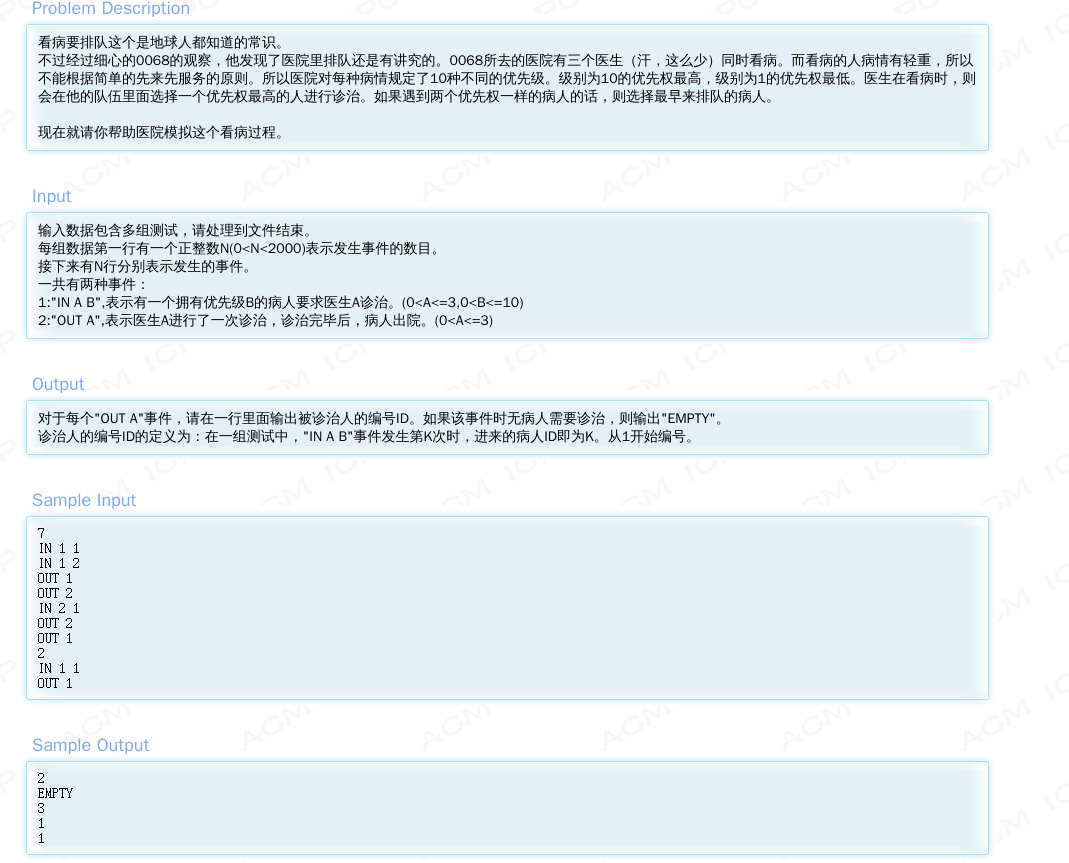 Problem Description
看病要排队这个是地球人都知道的常识。
不过经过细心的0068的观察，他发现了医院里排队还是有讲究的。0068所去的医院有三个医生（汗，这么少）同时看病。而看病的人病情有轻重，所以
不能根据简单的先来先服务的原则。所以医院对每种病情规定了10种不同的优先级。级别为10的优先权最高，级别为1的优先权最低。医生在看病时，则
会在他的队伍里面选择一个优先权最高的人进行诊治。如果遇到两个优先权一样的病人的话，则选择最早来排队的病人。
现在就请你帮助医院模拟这个看病过程。
Input
输入数据包含多组测试，请处理到文件结束。
每组数据第一行有一个正整数N(0<N<2000)表示发生事件的数目。
接下来有N行分别表示发生的事件。
一共有两种事件：
1:"IN A B",表示有一个拥有优先级B的病人要求医生A诊治。(0<A<=3,0<B<=10)
2:"OUT A",表示医生A进行了一次诊治，诊治完毕后，病人出院。(0<A<=3)
Output
对于每个"OUT A"事件，请在一行里面输出被诊治人的编号ID。如果该事件时无病人需要诊治，则输出"EMPTY"。
诊治人的编号ID的定义为：在一组测试中，"IN A B"事件发生第K次时，进来的病人ID即为K。从1开始编号。
Sample Input
7
IN 1 1
IN 1 2
OUT 1
OUT 2
IN 2 1
OUT 2
OUT 1
2
IN 1 1
OUT 1
Sample Output
2
EMPTY
3
1
1